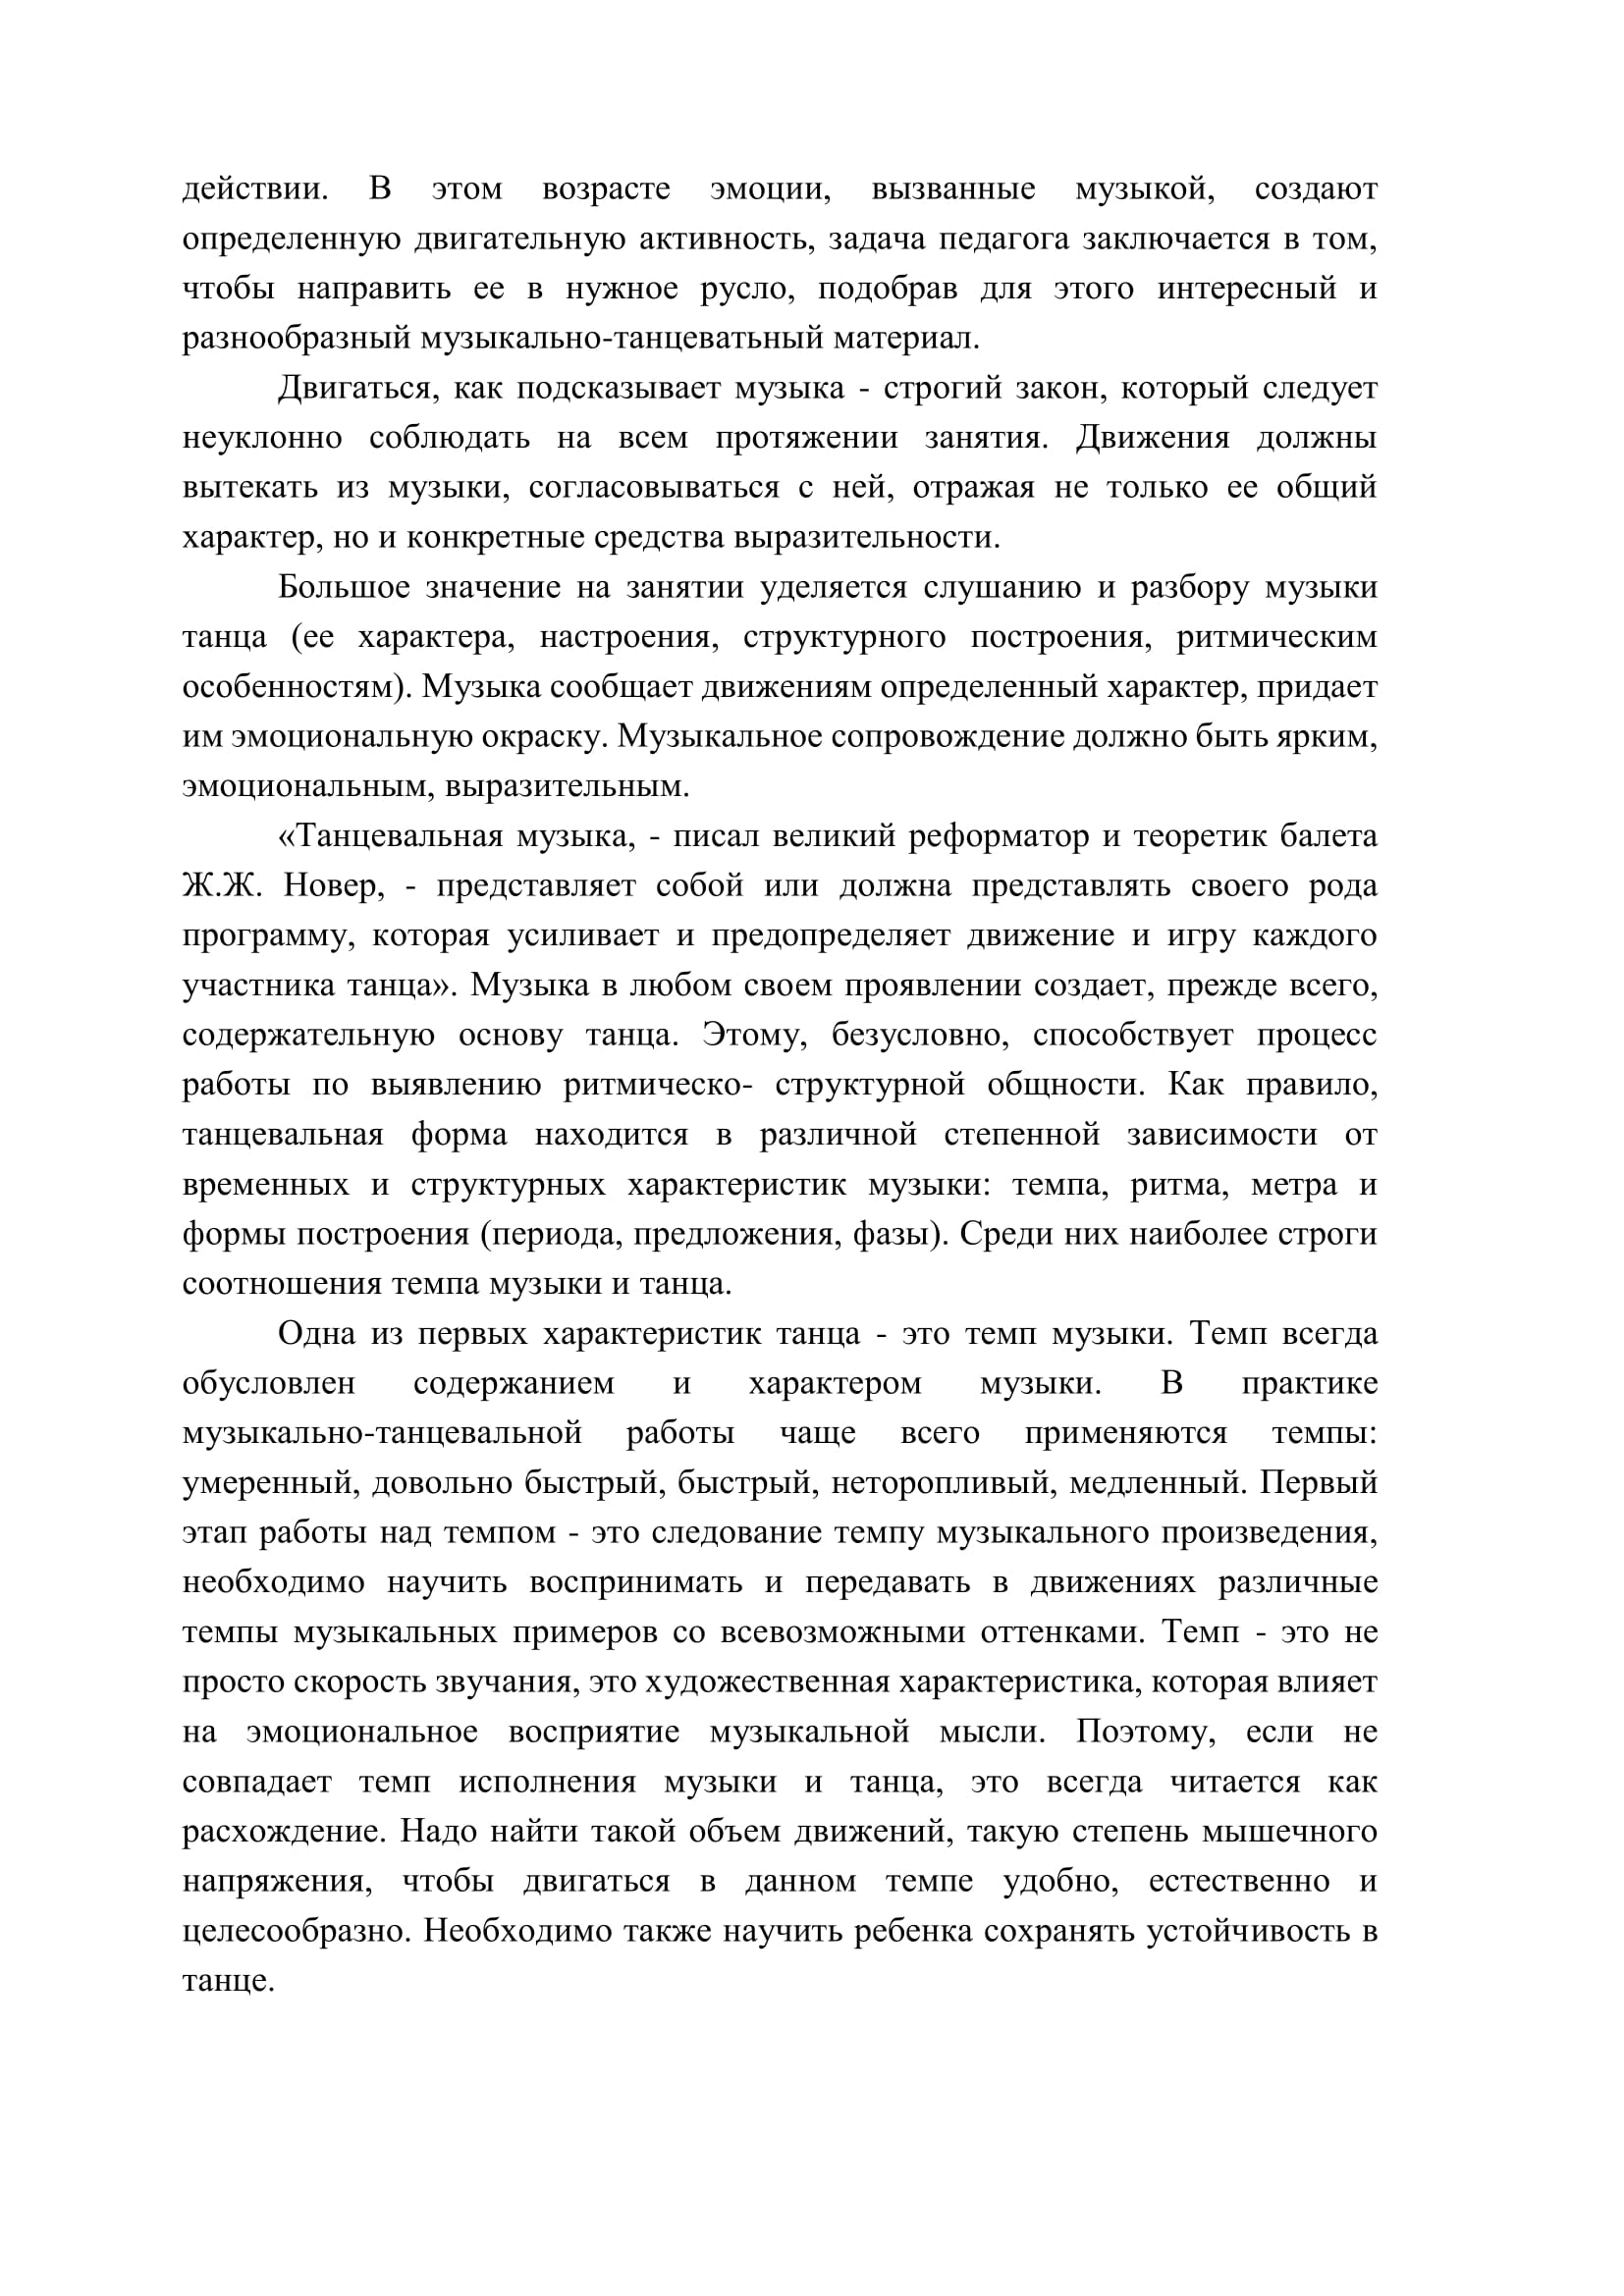 действии. В этом возрасте эмоции, вызванные музыкой, создают
определенную двигательную активность, задача педагога заключается в том,
чтобы направить ее в нужное русло, подобрав для этого интересный и
разнообразный музыкально-танцеватьный материал.
Двигаться, как подсказывает музыка - строгий закон, который следует
неуклонно соблюдать на всем протяжении занятия. Движения должны
вытекать из музыки, согласовываться с ней, отражая не только ее общий
характер, но и конкретные средства выразительности.
Большое значение на занятии уделяется слушанию и разбору музыки
танца (ее характера, настроения, структурного построения, ритмическим
особенностям). Музыка сообщает движениям определенный характер, придает
им эмоциональную окраску. Музыкальное сопровождение должно быть ярким,
эмоциональным, выразительным.
«Танцевальная музыка, - писал великий реформатор и теоретик балета
Ж.Ж. Новер, - представляет собой или должна представлять своего рода
программу, которая усиливает и предопределяет движение и игру каждого
участника танца». Музыка в любом своем проявлении создает, прежде всего,
содержательную основу танца. Этому, безусловно, способствует процесс
работы по выявлению ритмическо- структурной общности. Как правило,
танцевальная форма находится в различной степенной зависимости от
временных и структурных характеристик музыки: темпа, ритма, метра и
формы построения (периода, предложения, фазы). Среди них наиболее строги
соотношения темпа музыки и танца.
Одна из первых характеристик танца - это темп музыки. Темп всегда
обусловлен содержанием и характером музыки. В практике
музыкально-танцевальной работы чаще всего применяются темпы:
умеренный, довольно быстрый, быстрый, неторопливый, медленный. Первый
этап работы над темпом - это следование темпу музыкального произведения,
необходимо научить воспринимать и передавать в движениях различные
темпы музыкальных примеров со всевозможными оттенками. Темп - это не
просто скорость звучания, это художественная характеристика, которая влияет
на эмоциональное восприятие музыкальной мысли. Поэтому, если не
совпадает темп исполнения музыки и танца, это всегда читается как
расхождение. Надо найти такой объем движений, такую степень мышечного
напряжения, чтобы двигаться в данном темпе удобно, естественно и
целесообразно. Необходимо также научить ребенка сохранять устойчивость в
танце.